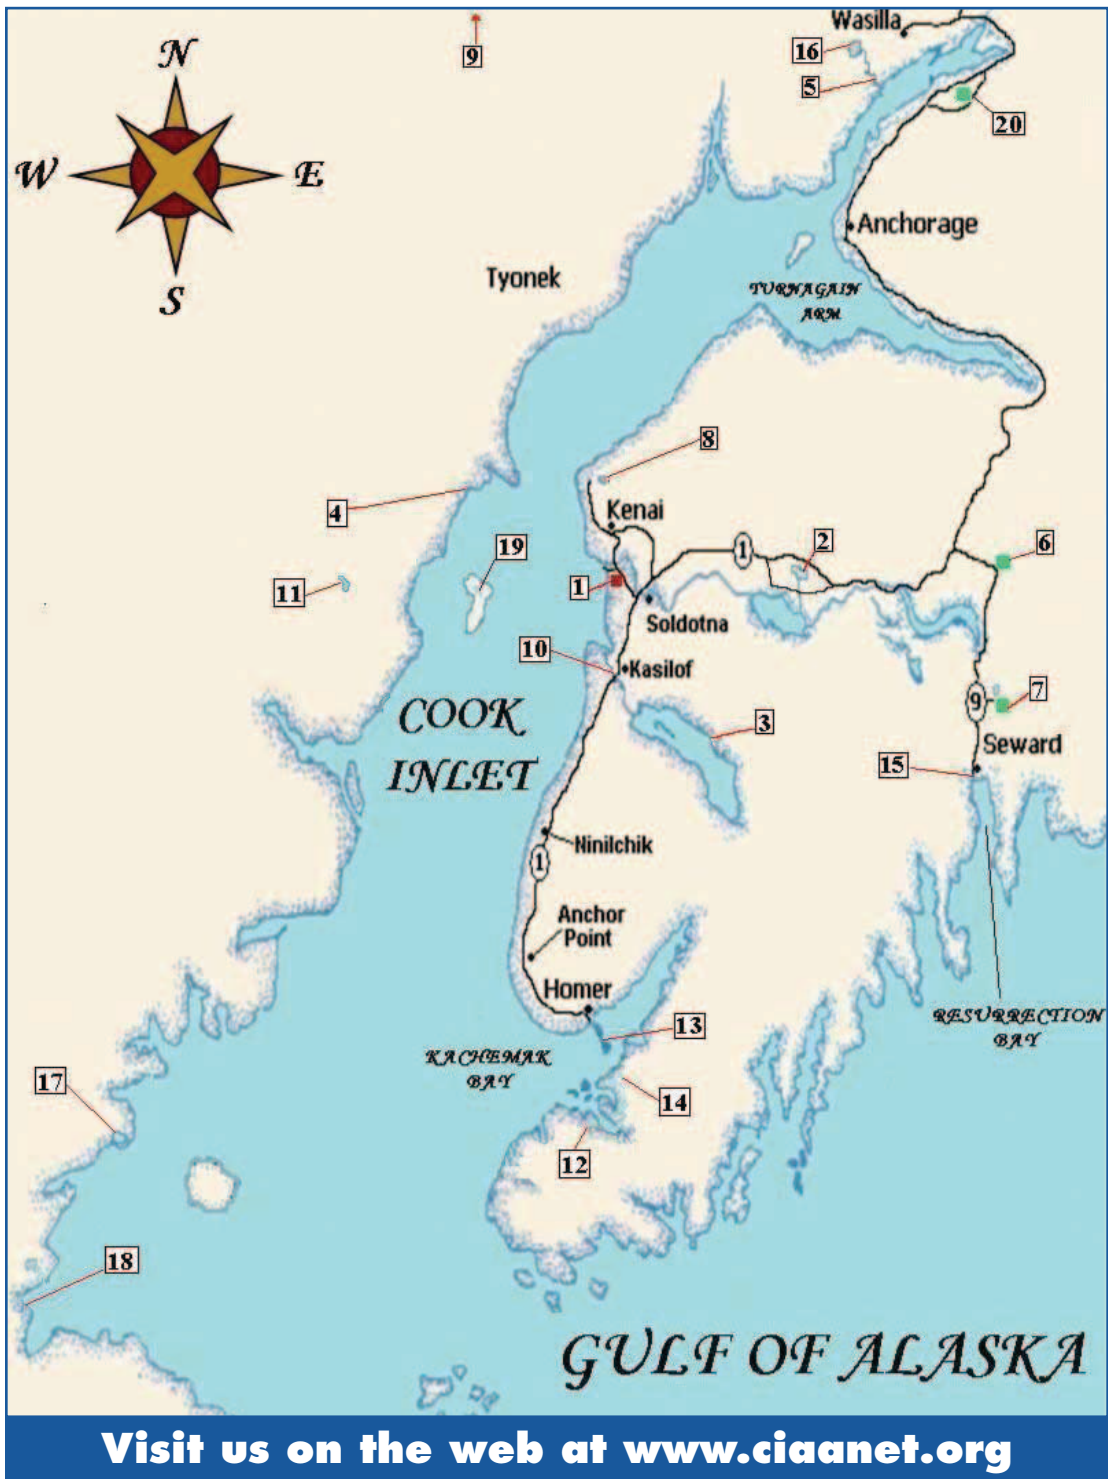 Wasilla
9
16
5
20
N
W
E
S
Anchorage
Tyonek
TURNAGAIN
ARM
8
4
Kenai
19
1
2
6
11
1
Soldotna
10
Kasilof
COOK
INLET
3
9
7
Seward
15
Ninilchik
1
Anchor
Point
Homer
RESURRECTION
BAY
13
KACHEMAK
BAY
17
14
12
18
GULF OF ALASKA
Visit us on the web at www.ciaanet.org